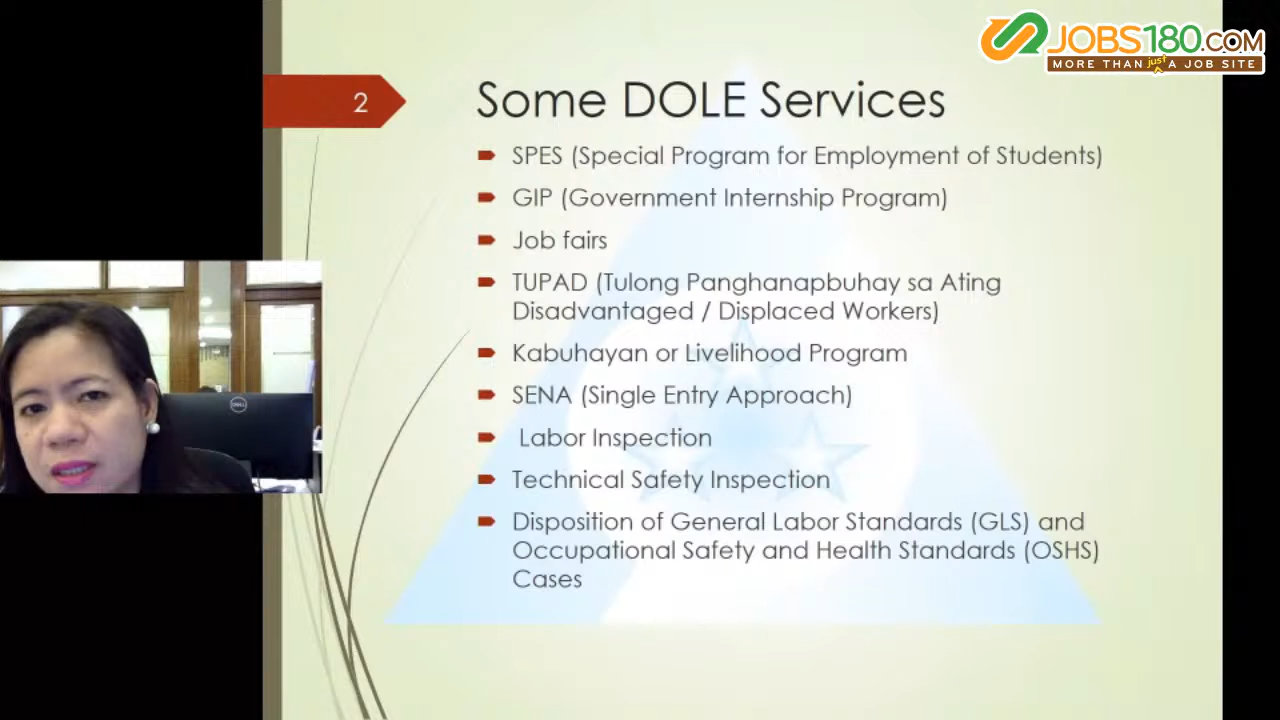 JOBS180.COM
MORE THAN just A JOB SITE
2
Some DOLE Services
SPES (Special Program for Employment of Students)
GIP (Government Internship Program)
Job fairs
TUPAD (Tulong Panghanapbuhay sa Ating
Disadvantaged / Displaced Workers)
Kabuhayan or Livelihood Program
SENA (Single Entry Approach)
Labor Inspection
Technical Safety Inspection
Disposition of General Labor Standards (GLS) and
Occupational Safety and Health Standards (OSHS)
Cases
DELL